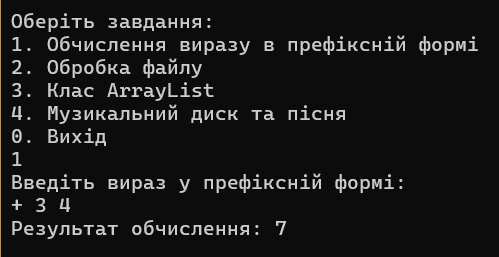 Оберіть завдання:
1. Обчислення виразу в префіксній формі
2. Обробка файлу
3. Клас ArrayList
4. Музикальний диск та пісня
0. Вихід
1
Введіть вираз у префіксній формі:
+ 3 4
Результат обчислення: 7